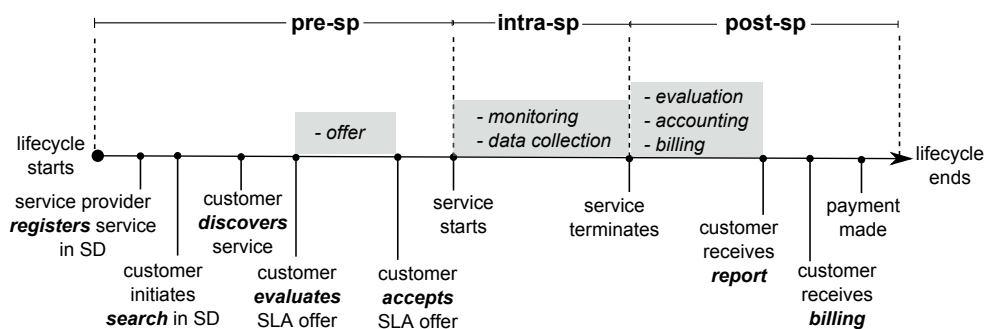 pre-sp
intra-sp
post-sp
- offer
- monitoring
- data collection
- evaluation
- accounting
- billing
lifecycle
starts
lifecycle
ends
service provider
registers service
in SD
customer
initiates
search in SD
customer
discovers
service
customer
evaluates
SLA offer
customer
accepts
SLA offer
service
starts
service
terminates
customer
receives
report
customer
receives
billing
payment
made